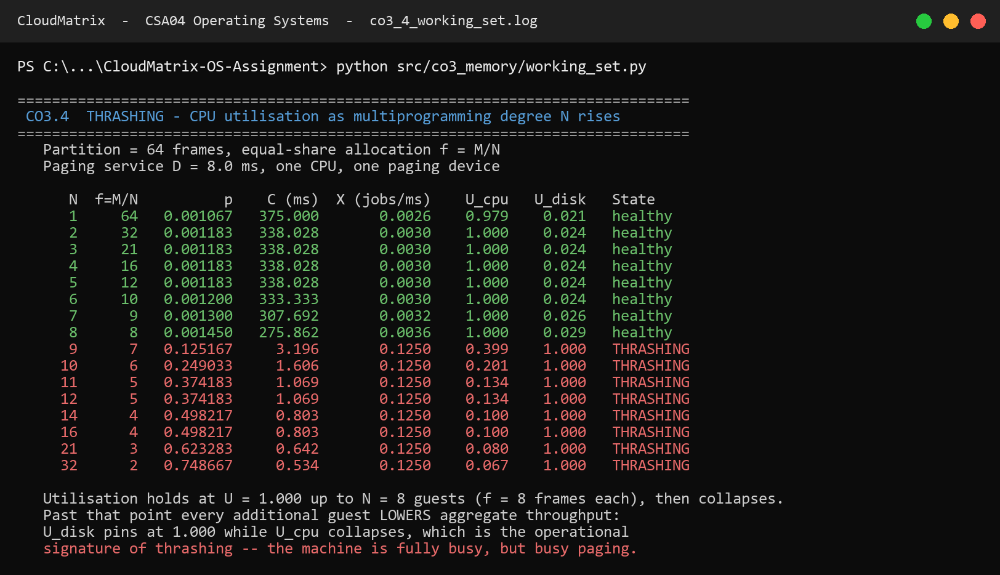 CloudMatrix  -  CSA04 Operating Systems  -  co3_4_working_set.log
PS C:\...\CloudMatrix-OS-Assignment> python src/co3_memory/working_set.py
==============================================================================
 CO3.4  THRASHING - CPU utilisation as multiprogramming degree N rises
==============================================================================
   Partition = 64 frames, equal-share allocation f = M/N
   Paging service D = 8.0 ms, one CPU, one paging device
      N  f=M/N          p    C (ms)  X (jobs/ms)    U_cpu   U_disk   State
      1     64   0.001067   375.000       0.0026    0.979    0.021   healthy
      2     32   0.001183   338.028       0.0030    1.000    0.024   healthy
      3     21   0.001183   338.028       0.0030    1.000    0.024   healthy
      4     16   0.001183   338.028       0.0030    1.000    0.024   healthy
      5     12   0.001183   338.028       0.0030    1.000    0.024   healthy
      6     10   0.001200   333.333       0.0030    1.000    0.024   healthy
      7      9   0.001300   307.692       0.0032    1.000    0.026   healthy
      8      8   0.001450   275.862       0.0036    1.000    0.029   healthy
      9      7   0.125167     3.196       0.1250    0.399    1.000   THRASHING
     10      6   0.249033     1.606       0.1250    0.201    1.000   THRASHING
     11      5   0.374183     1.069       0.1250    0.134    1.000   THRASHING
     12      5   0.374183     1.069       0.1250    0.134    1.000   THRASHING
     14      4   0.498217     0.803       0.1250    0.100    1.000   THRASHING
     16      4   0.498217     0.803       0.1250    0.100    1.000   THRASHING
     21      3   0.623283     0.642       0.1250    0.080    1.000   THRASHING
     32      2   0.748667     0.534       0.1250    0.067    1.000   THRASHING
   Utilisation holds at U = 1.000 up to N = 8 guests (f = 8 frames each), then collapses.
   Past that point every additional guest LOWERS aggregate throughput:
   U_disk pins at 1.000 while U_cpu collapses, which is the operational
   signature of thrashing -- the machine is fully busy, but busy paging.